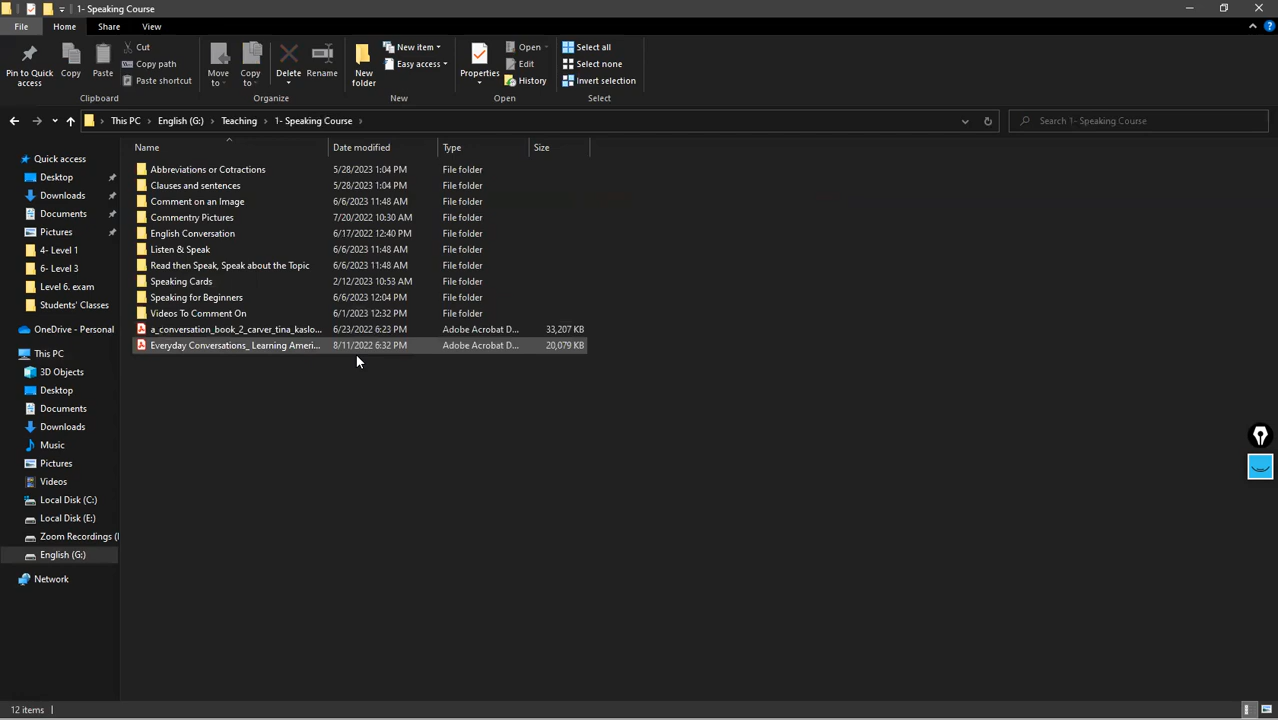 1- Speaking Course
File Home Share View
Pin to Quick access
Copy
Paste
Cut
Copy path
Paste shortcut
Clipboard
Move to
Copy to
Delete
Rename
Organize
New folder
New item
Easy access
New
Properties
Open
Edit
History
Open
Select all
Select none
Invert selection
Select
This PC > English (G:) > Teaching > 1- Speaking Course >
Search 1- Speaking Course
Name Date modified Type Size
Abbreviations or Cotractions 5/28/2023 1:04 PM File folder
Clauses and sentences 5/28/2023 1:04 PM File folder
Comment on an Image 6/6/2023 11:48 AM File folder
Commentry Pictures 7/20/2022 10:30 AM File folder
English Conversation 6/17/2022 12:40 PM File folder
Listen & Speak 6/6/2023 11:48 AM File folder
Read then Speak, Speak about the Topic 6/6/2023 11:48 AM File folder
Speaking Cards 2/12/2023 10:53 AM File folder
Speaking for Beginners 6/6/2023 12:04 PM File folder
Videos To Comment On 6/1/2023 12:32 PM File folder
a_conversation_book_2_carver_tina_kaslo... 6/23/2022 6:23 PM Adobe Acrobat D... 33,207 KB
Everyday Conversations_ Learning Ameri... 8/11/2022 6:32 PM Adobe Acrobat D... 20,079 KB
Quick access
Desktop
Downloads
Documents
Pictures
4- Level 1
6- Level 3
Level 6. exam
Students' Classes
OneDrive - Personal
This PC
3D Objects
Desktop
Documents
Downloads
Music
Pictures
Videos
Local Disk (C:)
Local Disk (E:)
Zoom Recordings (
English (G:)
Network
12 items